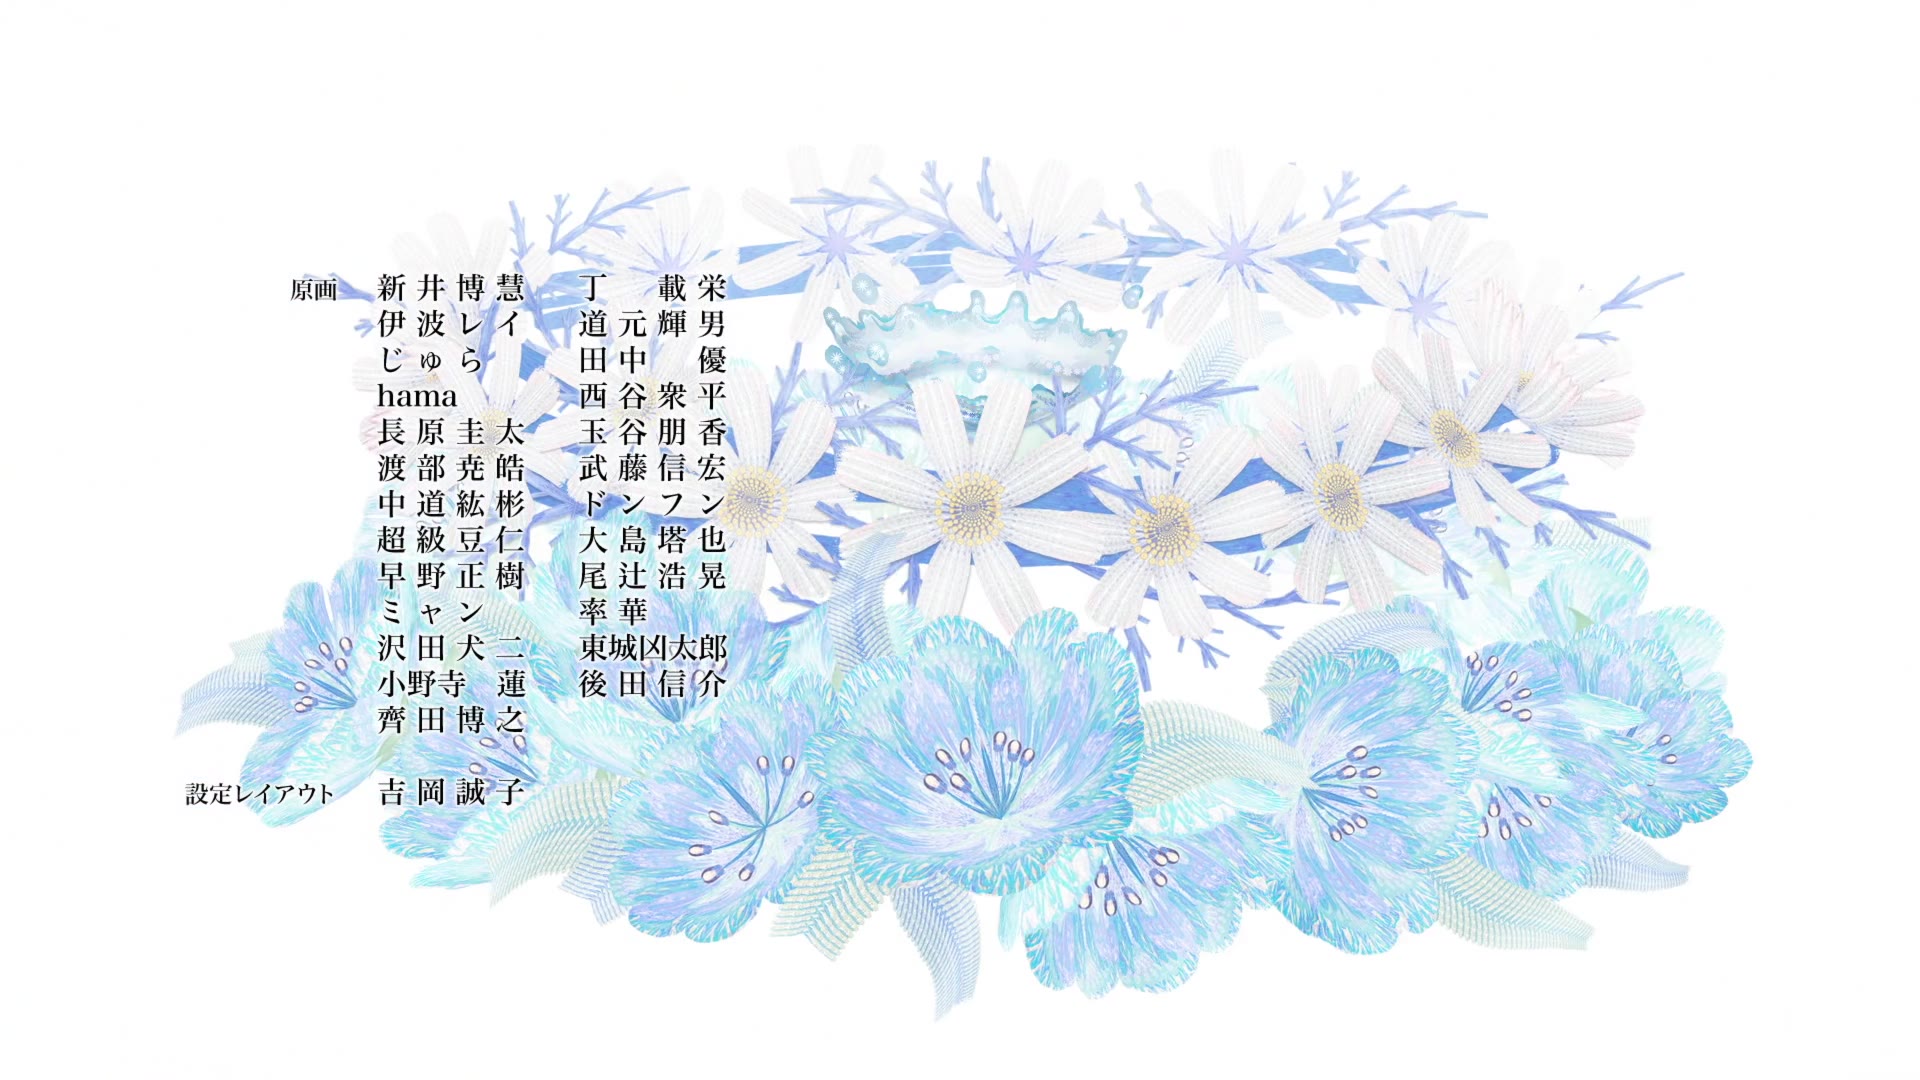 原画 新井博慧 丁載栄
伊波レイ 道元輝男
じゅら 田中優
hama 西谷衆平
長原圭太 玉谷朋香
渡部尭皓 武藤信宏
中道紘彬 ドンフン
超級豆仁 大島塔也
早野正樹 尾辻浩晃
ミャン 率華
沢田犬二 東城凶太郎
小野寺蓮 後田信介
齊田博之
設定レイアウト 吉岡誠子